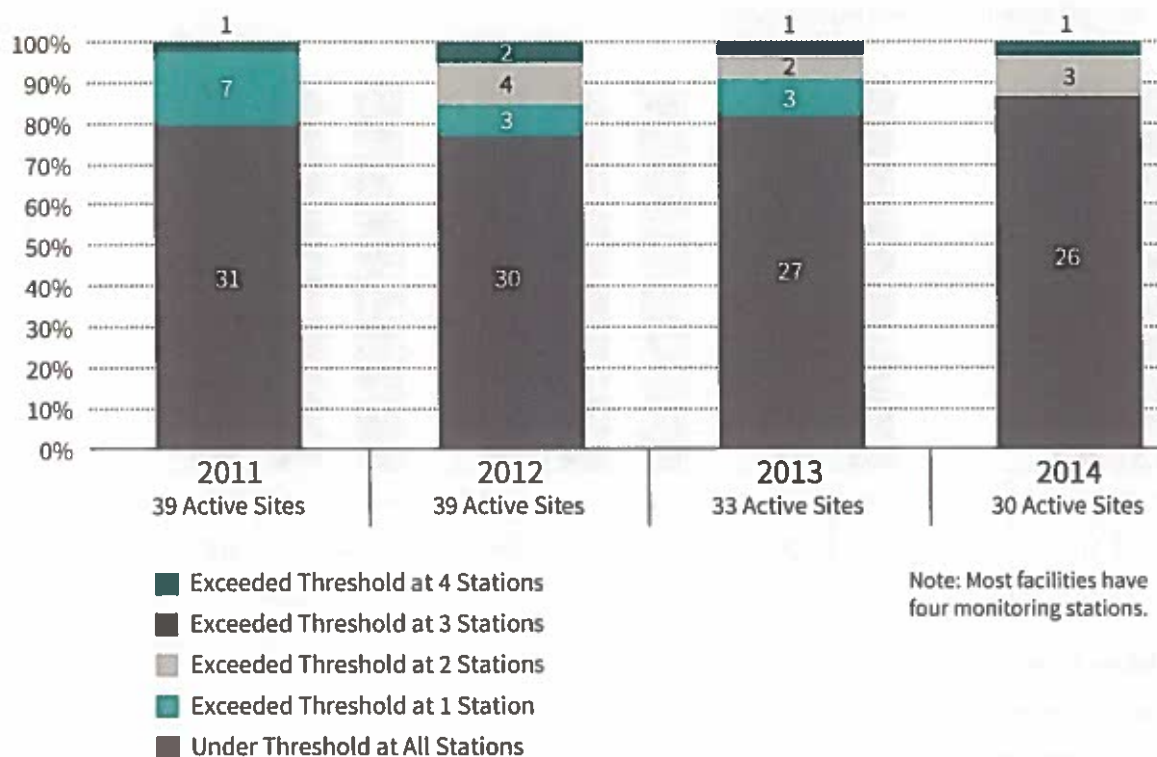 1 1 1
100% 2
90% 7 4 2 3
80% 3 3
70%
60%
50%
40% 31 30 27 26
30%
20%
10%
0%
2011 2012 2013 2014
39 Active Sites 39 Active Sites 33 Active Sites 30 Active Sites
Exceeded Threshold at 4 Stations
Exceeded Threshold at 3 Stations
Exceeded Threshold at 2 Stations
Exceeded Threshold at 1 Station
Under Threshold at All Stations
Note: Most facilities have
four monitoring stations.